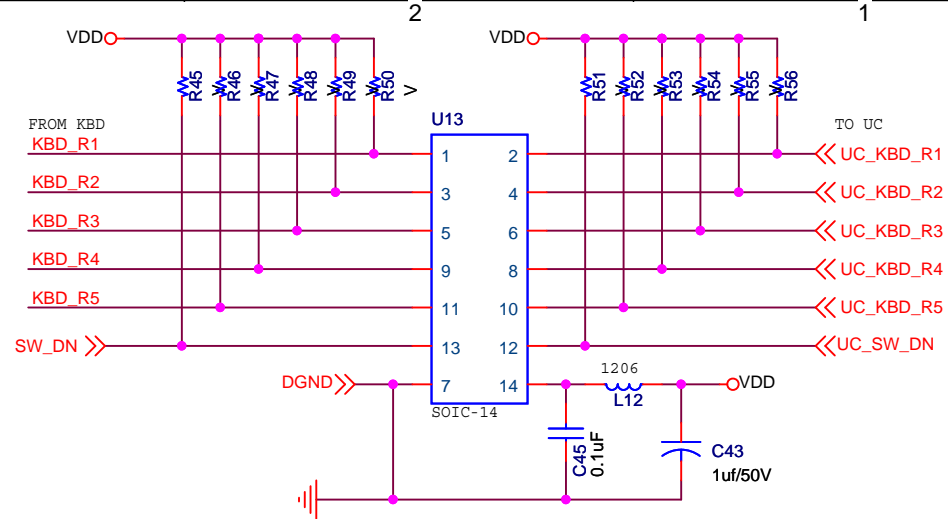 2 1
VDD VDD
R45 R46 R47 R48 R49 R50 V R51 R52 R53 R54 R55 R56
U13
FROM KBD TO UC
KBD_R1 1 2 UC_KBD_R1
KBD_R2 3 4 UC_KBD_R2
KBD_R3 5 6 UC_KBD_R3
KBD_R4 9 8 UC_KBD_R4
KBD_R5 11 10 UC_KBD_R5
SW_DN 13 12 UC_SW_DN
1206
DGND 7 14 VDD
L12
SOIC-14
C45 0.1uF
C43
1uf/50V